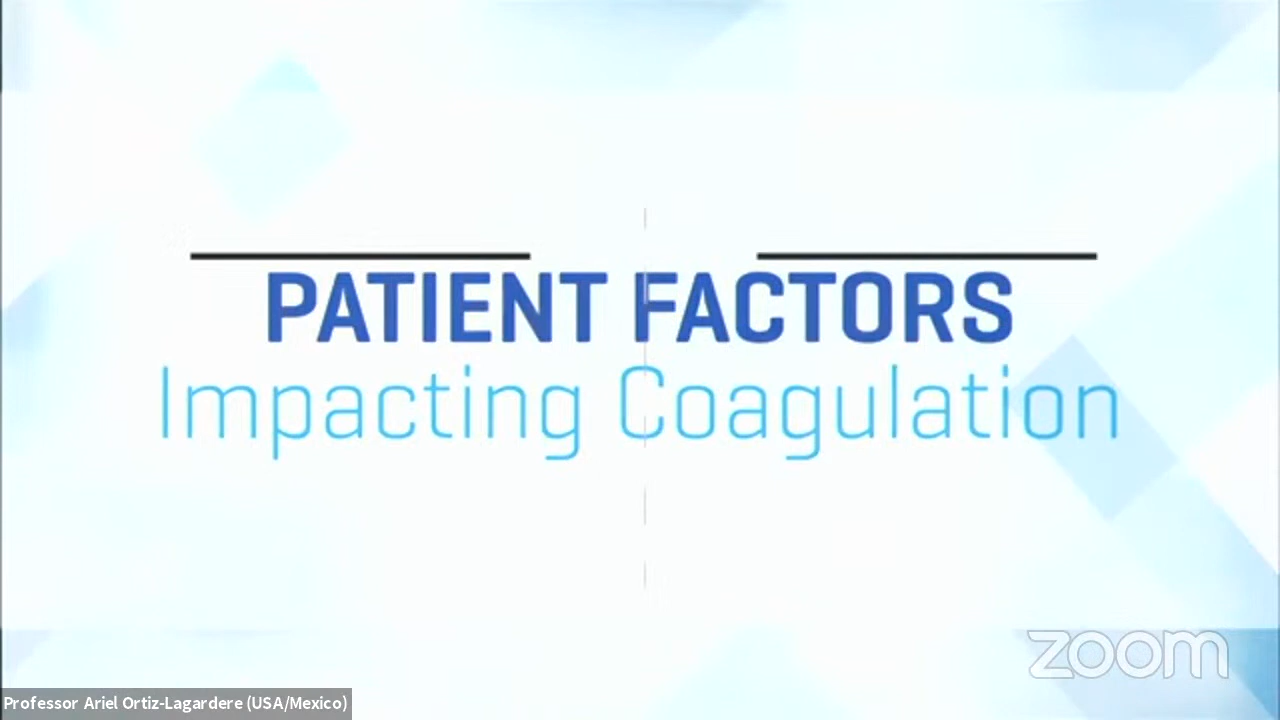 PATIENT FACTORS
Impacting Coagulation
zoom
Professor Ariel Ortiz-Lagardere (USA/Mexico)